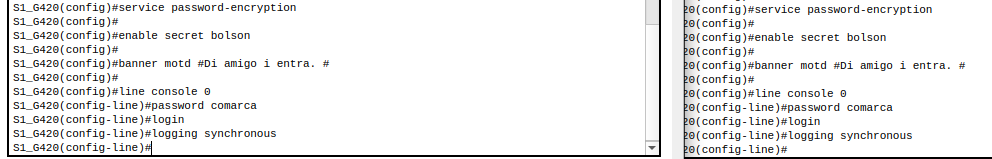 S1_G420(config)#service password-encryption
S1_G420(config)#
S1_G420(config)#enable secret bolson
S1_G420(config)#
S1_G420(config)#banner motd #Di amigo i entra. #
S1_G420(config)#
S1_G420(config)#line console 0
S1_G420(config-line)#password comarca
S1_G420(config-line)#login
S1_G420(config-line)#logging synchronous
S1_G420(config-line)#
20(config)#service password-encryption
20(config)#
20(config)#enable secret bolson
20(config)#
20(config)#banner motd #Di amigo i entra. #
20(config)#
20(config)#line console 0
20(config-line)#password comarca
20(config-line)#login
20(config-line)#logging synchronous
20(config-line)#